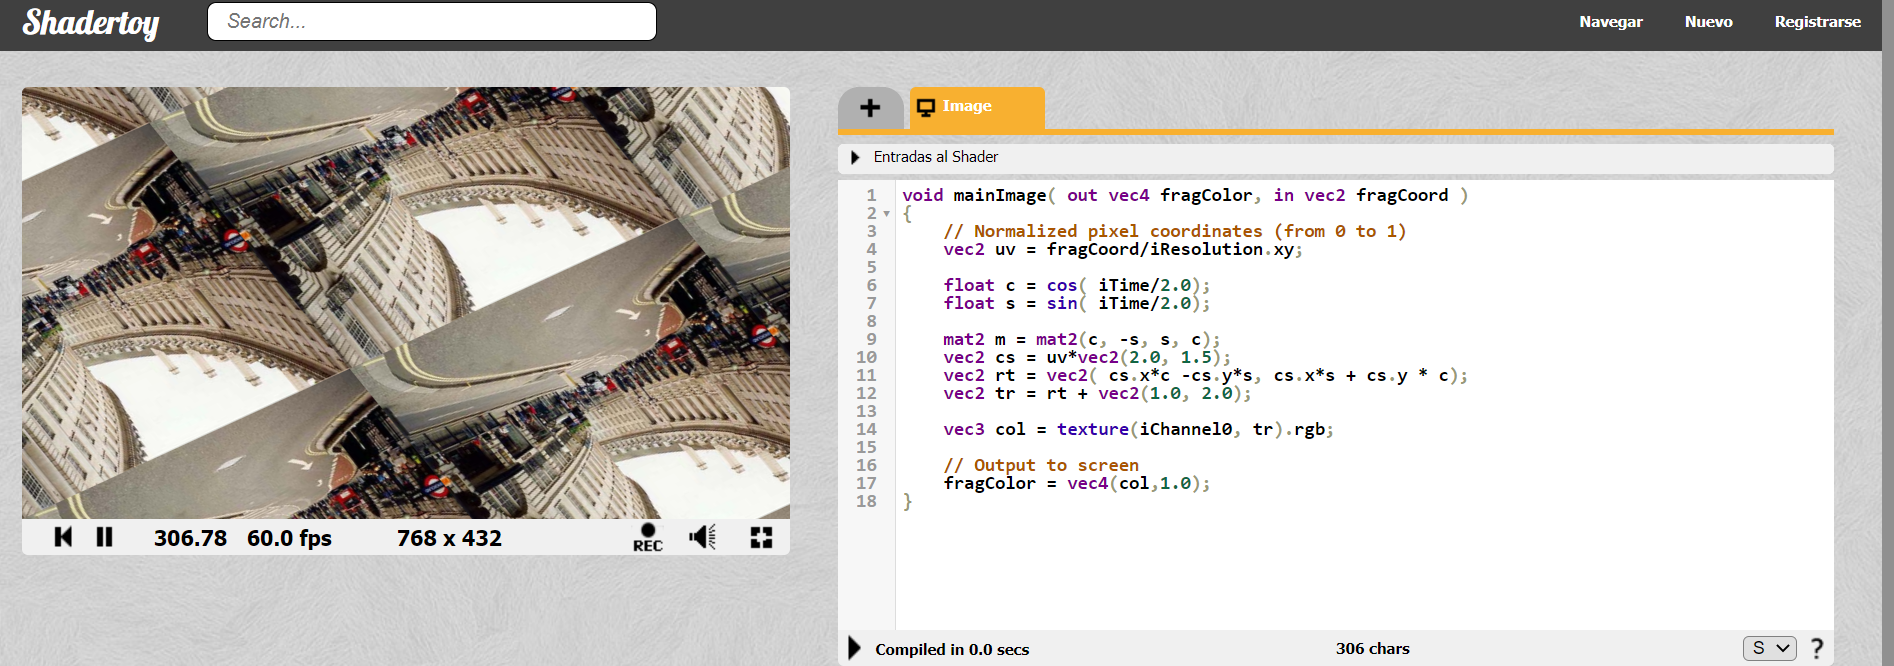 Shadertoy
Search...
Navegar
Nuevo
Registrarse
+
Image
Entradas al Shader
1 void mainImage( out vec4 fragColor, in vec2 fragCoord )
2 {
3     // Normalized pixel coordinates (from 0 to 1)
4     vec2 uv = fragCoord/iResolution.xy;
5
6     float c = cos( iTime/2.0);
7     float s = sin( iTime/2.0);
8
9     mat2 m = mat2(c, -s, s, c);
10     vec2 cs = uv*vec2(2.0, 1.5);
11     vec2 rt = vec2( cs.x*c -cs.y*s, cs.x*s + cs.y * c);
12     vec2 tr = rt + vec2(1.0, 2.0);
13
14     vec3 col = texture(iChannel0, tr).rgb;
15
16     // Output to screen
17     fragColor = vec4(col,1.0);
18 }
306.78 60.0 fps 768 x 432 REC
Compiled in 0.0 secs 306 chars S ?